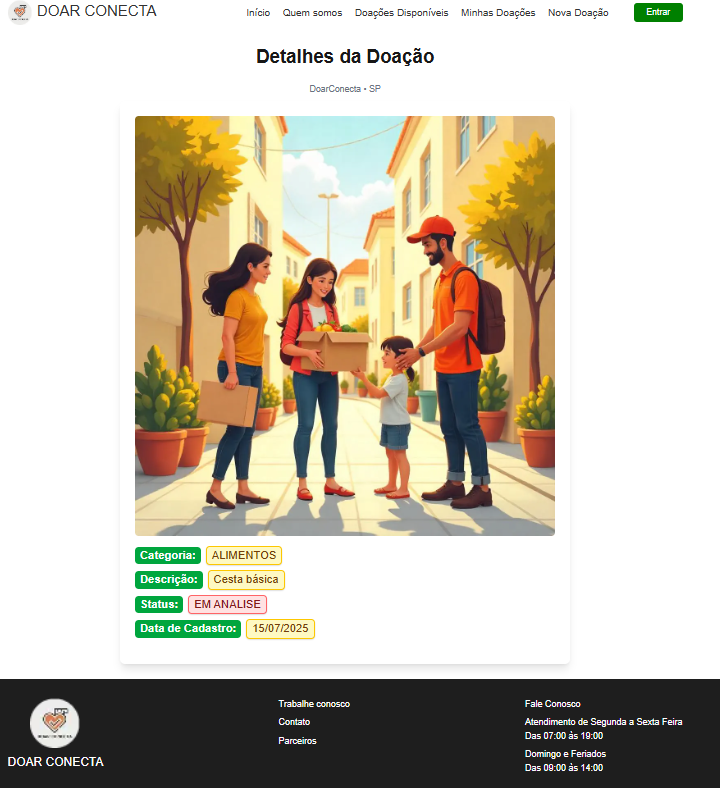 DOAR CONECTA
Início Quem somos Doações Disponíveis Minhas Doações Nova Doação Entrar
Detalhes da Doação
DoarConecta • SP
Categoria: ALIMENTOS
Descrição: Cesta básica
Status: EM ANALISE
Data de Cadastro: 15/07/2025
DOAR CONECTA
Trabalhe conosco
Contato
Parceiros
Fale Conosco
Atendimento de Segunda a Sexta Feira
Das 07:00 às 19:00
Domingo e Feriados
Das 09:00 às 14:00